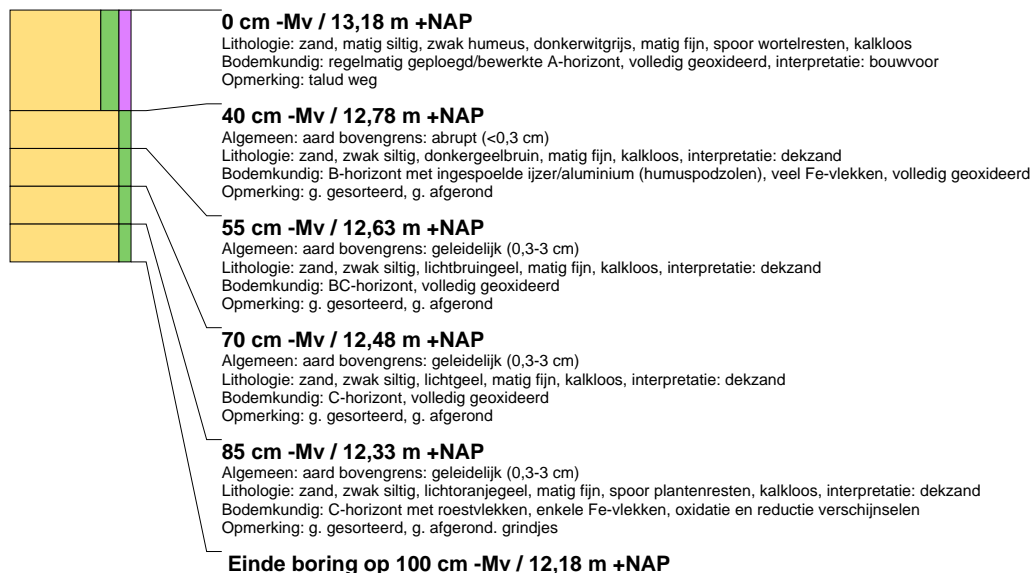 0 cm -Mv / 13,18 m +NAP
Lithologie: zand, matig siltig, zwak humeus, donkerwitgrijs, matig fijn, spoor wortelresten, kalkloos
Bodemkundig: regelmatig geploegd/bewerkte A-horizont, volledig geoxideerd, interpretatie: bouwvoor
Opmerking: talud weg
40 cm -Mv / 12,78 m +NAP
Algemeen: aard bovengrens: abrupt (<0,3 cm)
Lithologie: zand, zwak siltig, donkergeelbruin, matig fijn, kalkloos, interpretatie: dekzand
Bodemkundig: B-horizont met ingespoelde ijzer/aluminium (humuspodzolen), veel Fe-vlekken, volledig geoxideerd
Opmerking: g. gesorteerd, g. afgerond
55 cm -Mv / 12,63 m +NAP
Algemeen: aard bovengrens: geleidelijk (0,3-3 cm)
Lithologie: zand, zwak siltig, lichtbruingeel, matig fijn, kalkloos, interpretatie: dekzand
Bodemkundig: BC-horizont, volledig geoxideerd
Opmerking: g. gesorteerd, g. afgerond
70 cm -Mv / 12,48 m +NAP
Algemeen: aard bovengrens: geleidelijk (0,3-3 cm)
Lithologie: zand, zwak siltig, lichtgeel, matig fijn, kalkloos, interpretatie: dekzand
Bodemkundig: C-horizont, volledig geoxideerd
Opmerking: g. gesorteerd, g. afgerond
85 cm -Mv / 12,33 m +NAP
Algemeen: aard bovengrens: geleidelijk (0,3-3 cm)
Lithologie: zand, zwak siltig, lichtoranjegeel, matig fijn, spoor plantenresten, kalkloos, interpretatie: dekzand
Bodemkundig: C-horizont met roestvlekken, enkele Fe-vlekken, oxidatie en reductie verschijnselen
Opmerking: g. gesorteerd, g. afgerond. grindjes
Einde boring op 100 cm -Mv / 12,18 m +NAP